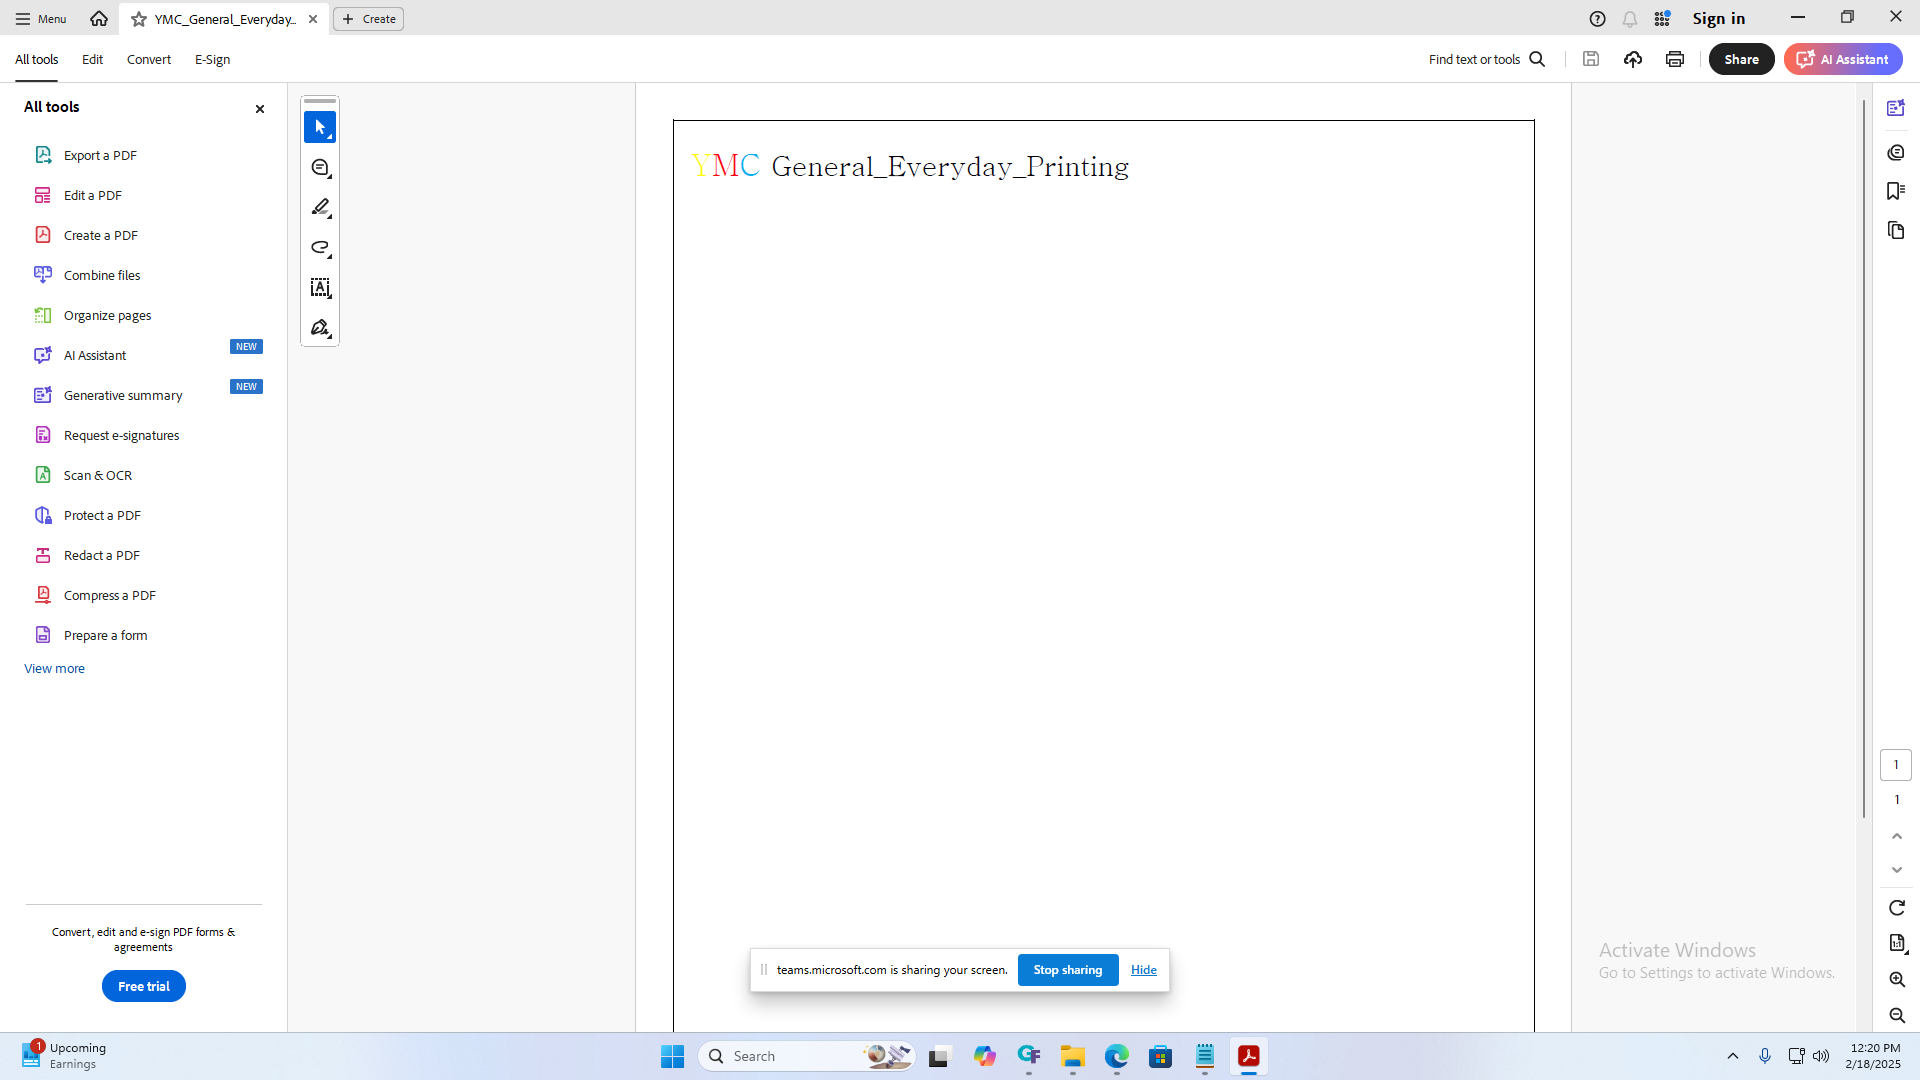 Menu
YMC_General_Everyday...
Create
Sign in
All tools
Edit
Convert
E-Sign
Find text or tools
Share
AI Assistant
All tools
Export a PDF
Edit a PDF
Create a PDF
Combine files
Organize pages
AI Assistant
NEW
Generative summary
NEW
Request e-signatures
Scan & OCR
Protect a PDF
Redact a PDF
Compress a PDF
Prepare a form
View more
Convert, edit and e-sign PDF forms &
agreements
Free trial
YMC General_Everyday_Printing
teams.microsoft.com is sharing your screen.
Stop sharing
Hide
1
1
Activate Windows
Go to Settings to activate Windows.
1
Upcoming
Earnings
Search
12:20 PM
2/18/2025